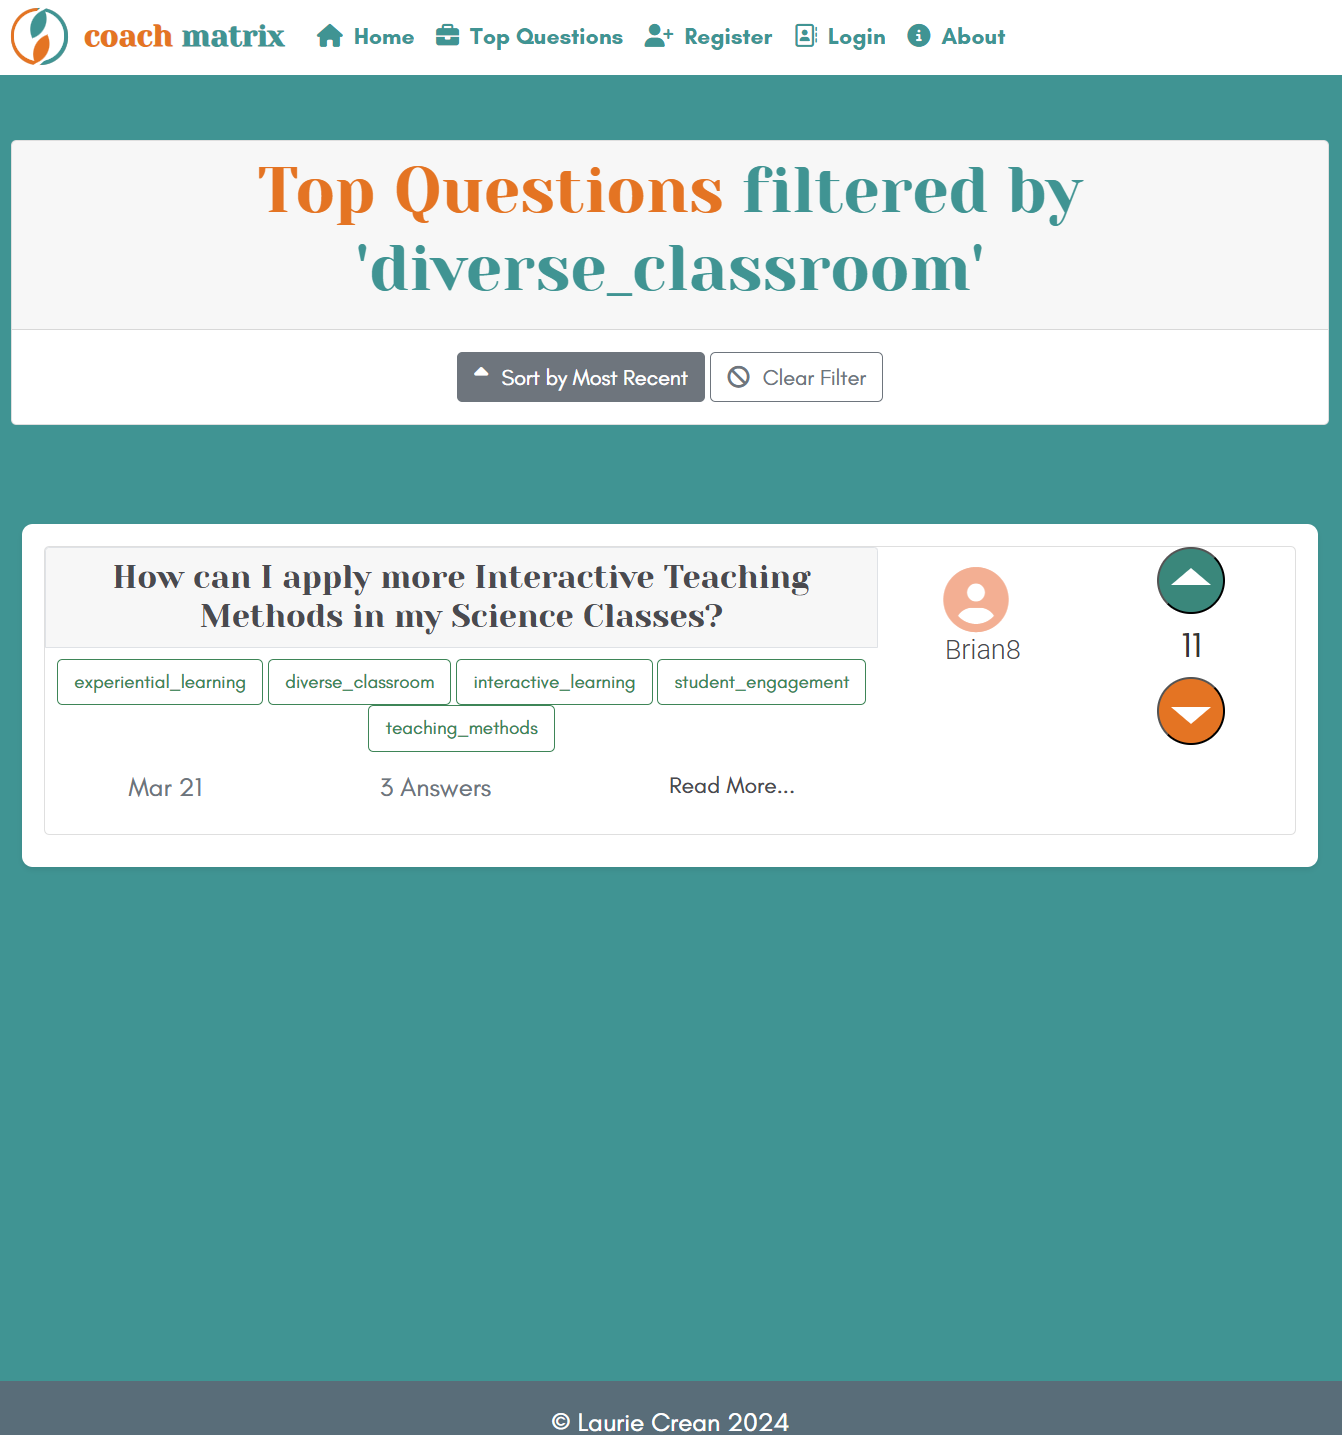 coach matrix Home Top Questions Register Login About
Top Questions filtered by
'diverse_classroom'
Sort by Most Recent Clear Filter
How can I apply more Interactive Teaching
Methods in my Science Classes?
experiential_learning diverse_classroom interactive_learning student_engagement
teaching_methods
Mar 21 3 Answers Read More...
Brian8
11
© Laurie Crean 2024